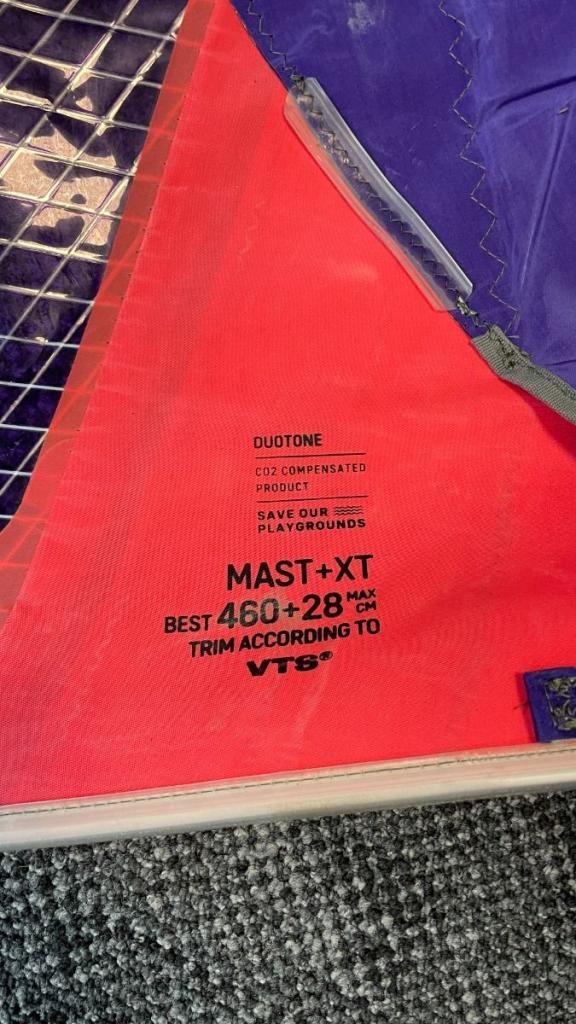 DUOTONE
CO2 COMPENSATED
PRODUCT
SAVE OUR
PLAYGROUNDS
MAST+XT
BEST 460+28 MAX CM
TRIM ACCORDING TO
VTS®